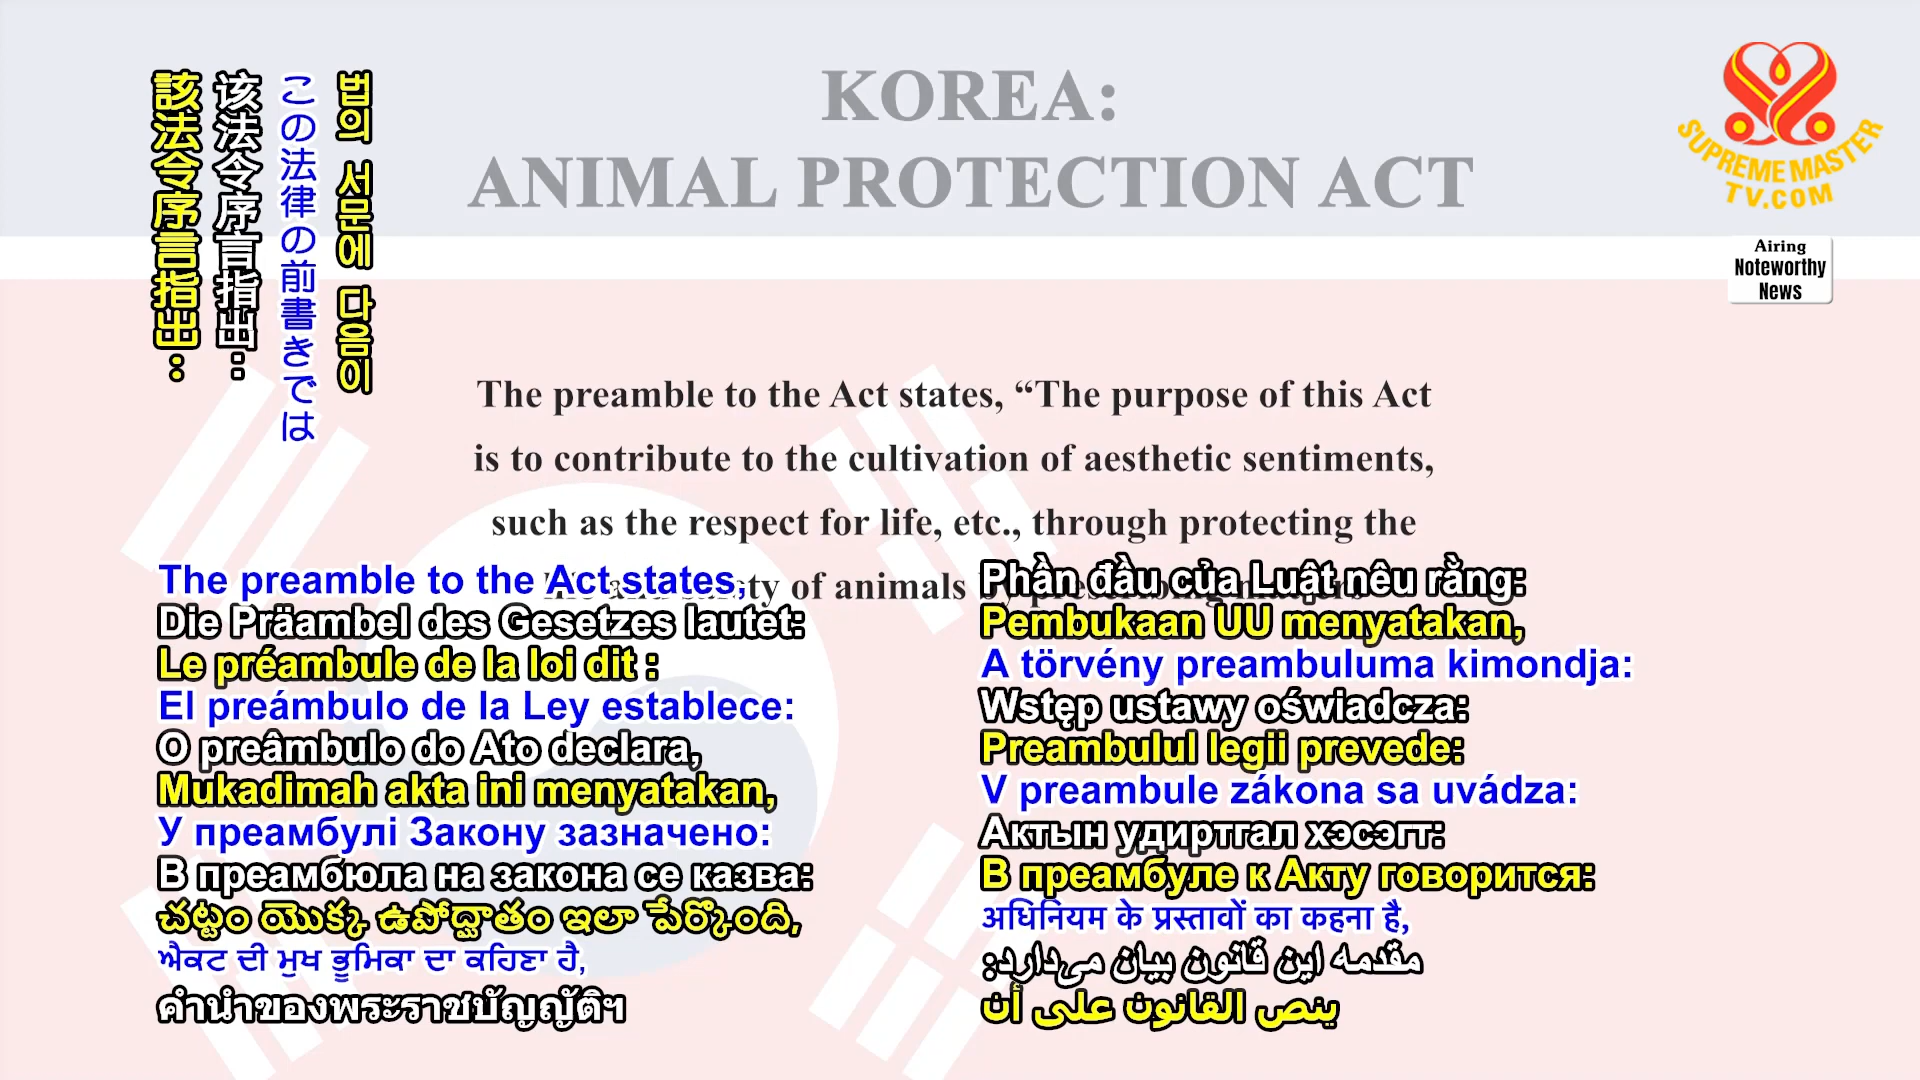 KOREA:
ANIMAL PROTECTION ACT
SUPREME MASTER
TV.COM
Airing
Noteworthy
News
該法令序言指出：
该法令序言指出：
この法律の前書きでは
법의 서문에 다음이
The preamble to the Act states, “The purpose of this Act
is to contribute to the cultivation of aesthetic sentiments,
such as the respect for life, etc., through protecting the
of animals
The preamble to the Act states,
Die Präambel des Gesetzes lautet:
Le préambule de la loi dit :
El preámbulo de la Ley establece:
O preâmbulo do Ato declara,
Mukadimah akta ini menyatakan,
У преамбулі Закону зазначено:
В преамбюла на закона се казва:
చట్టం యొక్క ఉపోద్ఘాతం ఇలా పేర్కొంది,
ਐਕਟ ਦੀ ਮੁਖ ਭੂਮਿਕਾ ਦਾ ਕਹਿਣਾ ਹੈ,
คำนำของพระราชบัญญัติฯ
Phần đầu của Luật nêu rằng:
Pembukaan UU menyatakan,
A törvény preambuluma kimondja:
Wstęp ustawy oświadcza:
Preambulul legii prevede:
V preambule zákona sa uvádza:
Актын удиртгал хэсэгт:
В преамбуле к Акту говорится:
अधिनियम के प्रस्तावों का कहना है,
مقدمه این قانون بیان می‌دارد:
ينص القانون على أن